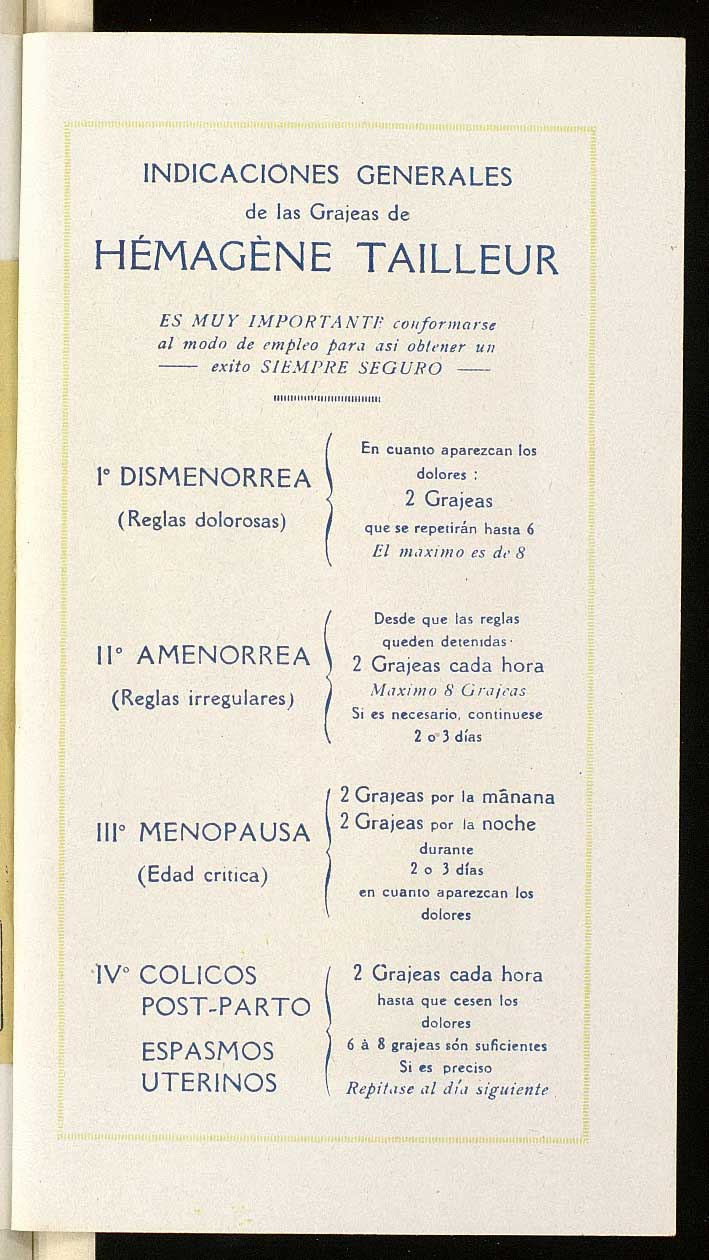 INDICACIONES GENERALES
de las Grajeas de
HÉMAGÈNE TAILLEUR
ES MUY IMPORTANTE conformarse
al modo de empleo para asi obtener un
exito SIEMPRE SEGURO
1º DISMENORREA
(Reglas dolorosas)
En cuanto aparezcan los
dolores :
2 Grajeas
que se repetirán hasta 6
El maximo es de 8
IIº AMENORREA
(Reglas irregulares)
Desde que las reglas
queden detenidas·
2 Grajeas cada hora
Maximo 8 Grajeas
Si es necesario, continuese
2 o 3 días
IIIº MENOPAUSA
(Edad critica)
2 Grajeas por la mãnana
2 Grajeas por la noche
durante
2 o 3 días
en cuanto aparezcan los
dolores
IVº COLICOS
POST-PARTO
ESPASMOS
UTERINOS
2 Grajeas cada hora
hasta que cesen los
dolores
6 à 8 grajeas són suficientes
Si es preciso
Repitase al día siguiente